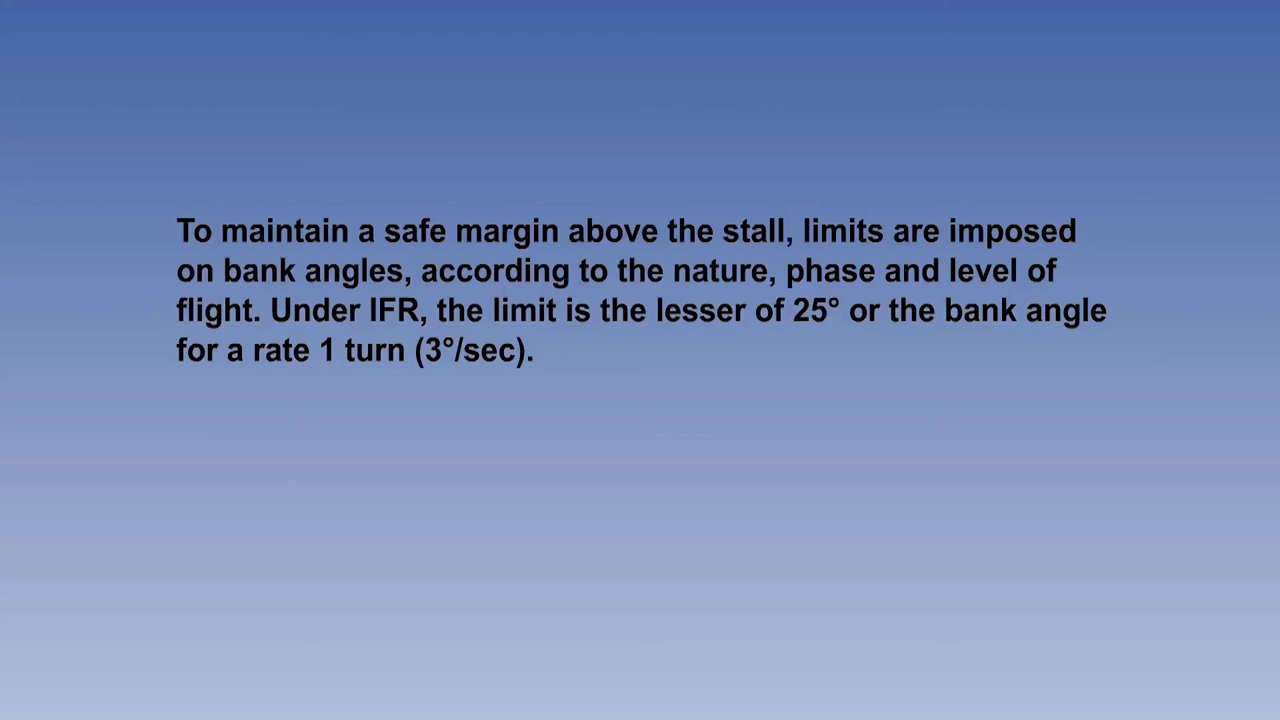 To maintain a safe margin above the stall, limits are imposed
on bank angles, according to the nature, phase and level of
flight. Under IFR, the limit is the lesser of 25° or the bank angle
for a rate 1 turn (3°/sec).